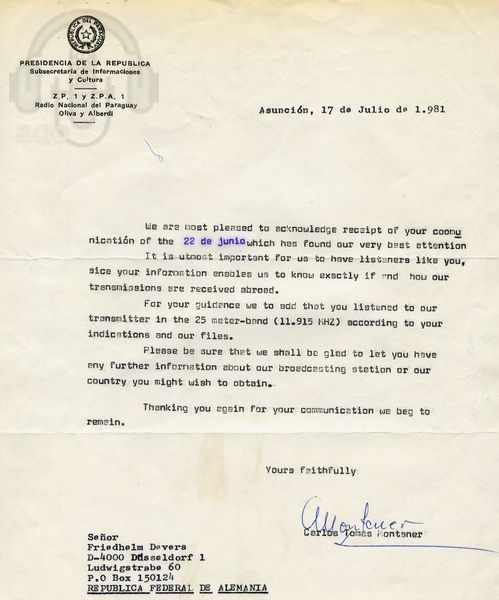 REPUBLICA DEL PARAGUAY
PRESIDENCIA DE LA REPUBLICA
Subsecretaría de Informaciones
y Cultura
Z.P. 1 y Z.P.A. 1
Radio Nacional del Paraguay
Oliva y Alberdi
Asunción, 17 de Julio de 1.981
We are most pleased to acknowledge receipt of your coomu
nicatión of the 22 de junio which has found our very best attention
It is utmost important for us to have listeners like you,
sice your information enables us to know exactly if and how our
transmissions are received abroad.
For your guidance we to add that you listened to our
transmitter in the 25 meter-band (11.915 MHZ) according to your
indications and our files.
Please be sure that we shall be glad to let you have
any further information about our broadcasting station or our
country you might wish to obtain.
Thanking you again for your communication we beg to
remain.
Yours faithfully
CMontaner
Carlos Tomas Montaner
Señor
Friedhelm Devers
D-4000 Düsseldorf 1
Ludwigstrabe 60
P.O Box 150124
REPUBLICA FEDERAL DE ALEMANIA